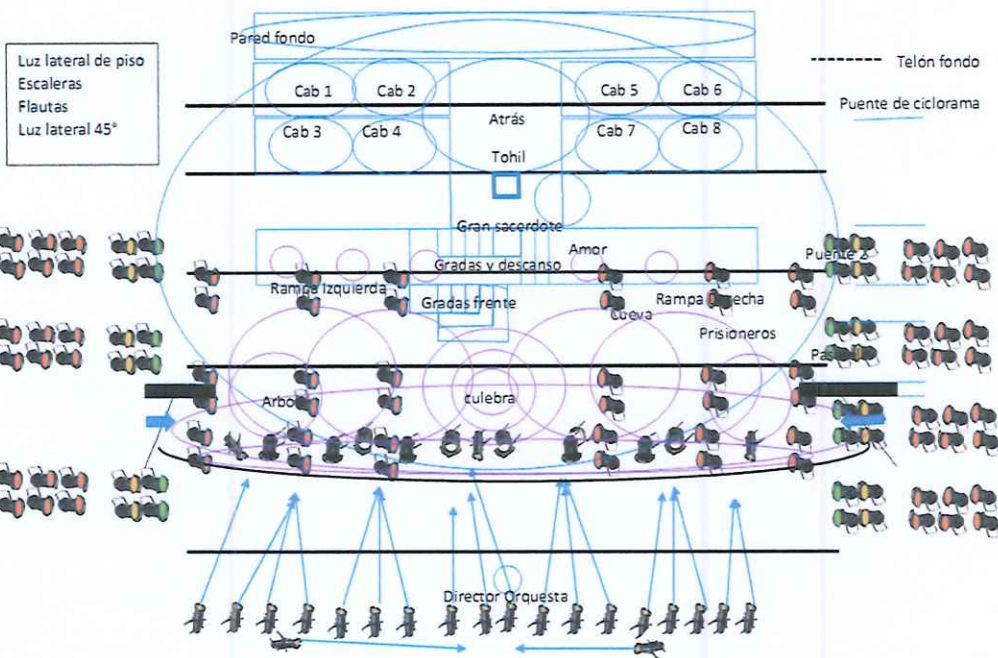 Pared fondo
Luz lateral de piso
Escaleras
Flautas
Luz lateral 45°
Telón fondo
Cab 1
Cab 2
Cab 5
Cab 6
Puente de ciclorama
Atrás
Cab 3
Cab 4
Cab 7
Cab 8
Tohil
Gran sacerdote
Amor
Puente 2
Gradas y descanso
Rampa Izquierda
Gradas frente
Rampa
Cueva
Prisioneros
culebra
Director Orquesta